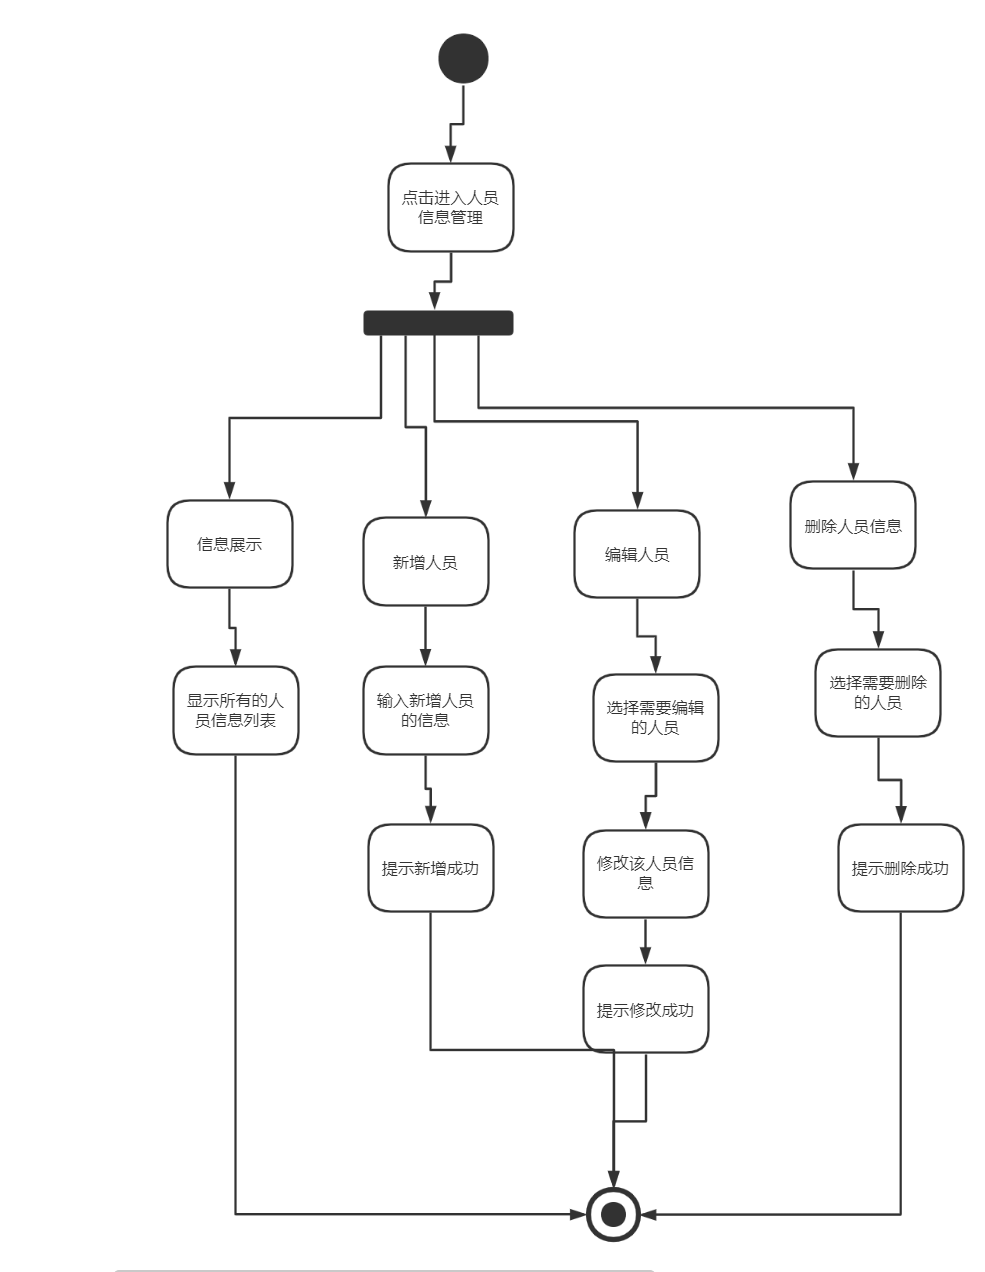 点击进入人员
信息管理
信息展示
新增人员
编辑人员
删除人员信息
显示所有的人
员信息列表
输入新增人员
的信息
选择需要编辑
的人员
选择需要删除
的人员
提示新增成功
修改该人员信
息
提示删除成功
提示修改成功